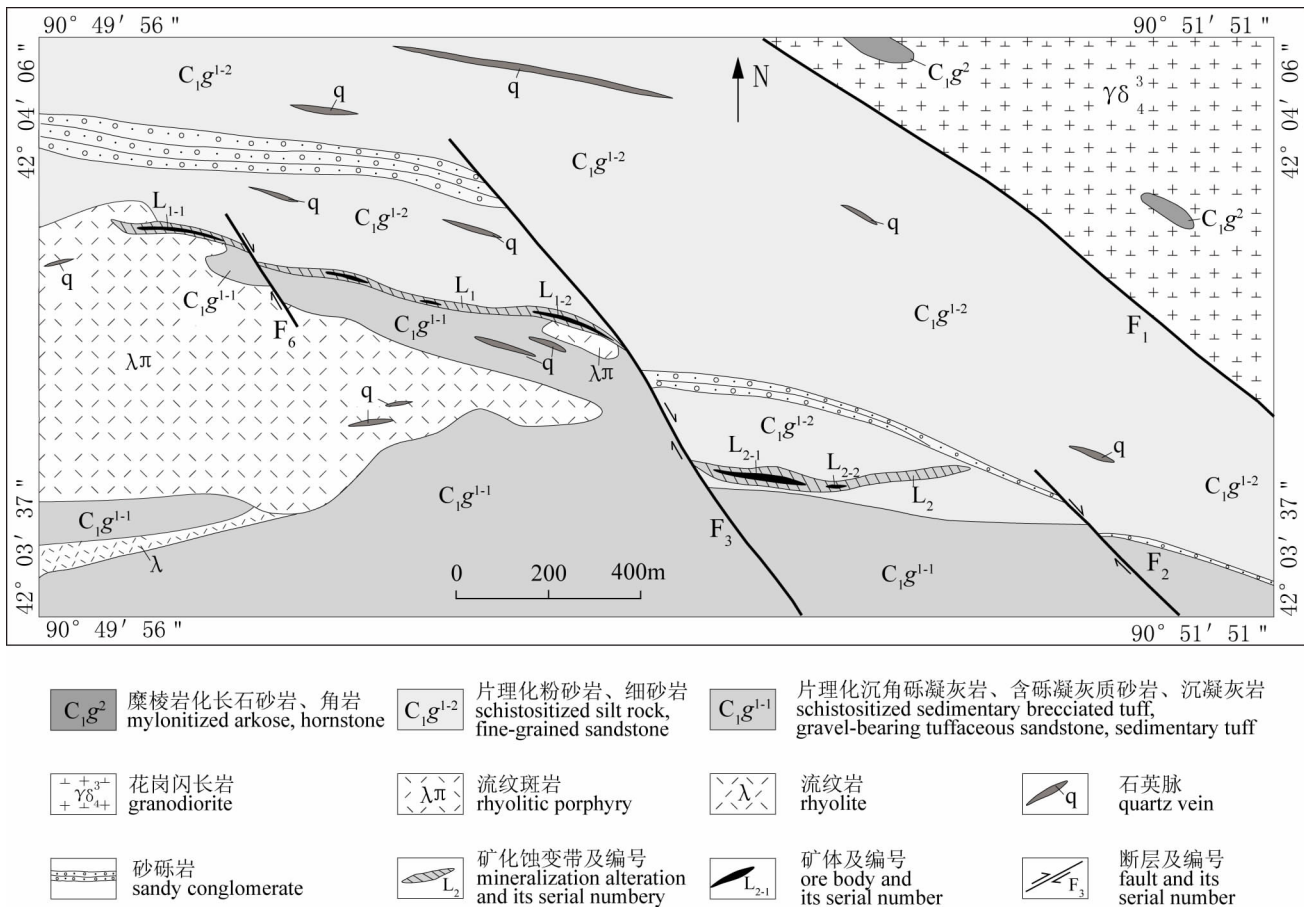 90° 49′ 56 "
90° 51′ 51 "
42° 04′ 06"
42° 04′ 06"
C₁g¹⁻²
q
q
N
C₁g²
γδ₄³
C₁g¹⁻²
L₁₋₁
q
C₁g¹⁻²
q
q
C₁g²
q
C₁g¹⁻¹
L₁
L₁₋₂
C₁g¹⁻²
F₆
C₁g¹⁻¹
F₁
λπ
q
λπ
q
C₁g¹⁻²
L₂₋₁
L₂₋₂
q
L₂
C₁g¹⁻²
C₁g¹⁻¹
C₁g¹⁻¹
F₃
λ
C₁g¹⁻¹
F₂
0 200 400m
42° 03′ 37"
42° 03′ 37"
90° 49′ 56 "
90° 51′ 51 "
C₁g²
糜棱岩化长石砂岩、角岩
mylonitized arkose, hornstone
C₁g¹⁻²
片理化粉砂岩、细砂岩
schistositized silt rock,
fine-grained sandstone
C₁g¹⁻¹
片理化沉角砾凝灰岩、含砾凝灰质砂岩、沉凝灰岩
schistositized sedimentary brecciated tuff,
gravel-bearing tuffaceous sandstone, sedimentary tuff
γδ₄³
花岗闪长岩
granodiorite
λπ
流纹斑岩
rhyolitic porphyry
λ
流纹岩
rhyolite
q
石英脉
quartz vein
砂砾岩
sandy conglomerate
L₂
矿化蚀变带及编号
mineralization alteration
and its serial numbery
L₂₋₁
矿体及编号
ore body and
its serial number
F₃
断层及编号
fault and its
serial number